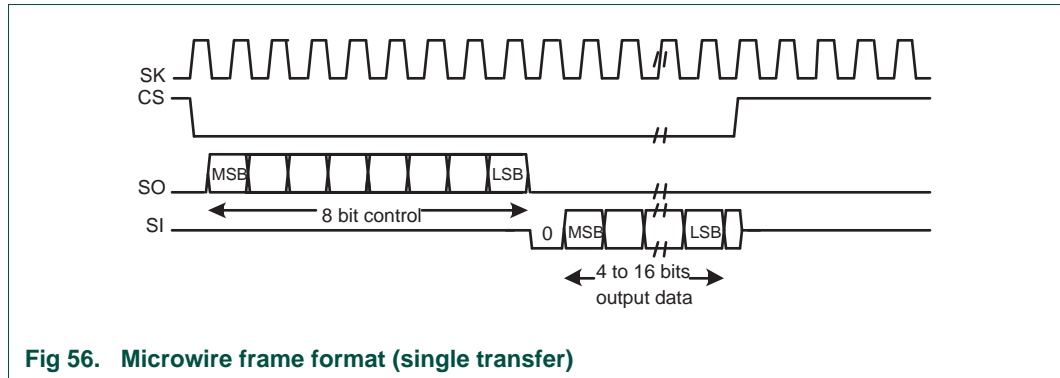 SK
CS
SO
MSB
LSB
8 bit control
SI
0
MSB
LSB
4 to 16 bits
output data
Fig 56. Microwire frame format (single transfer)